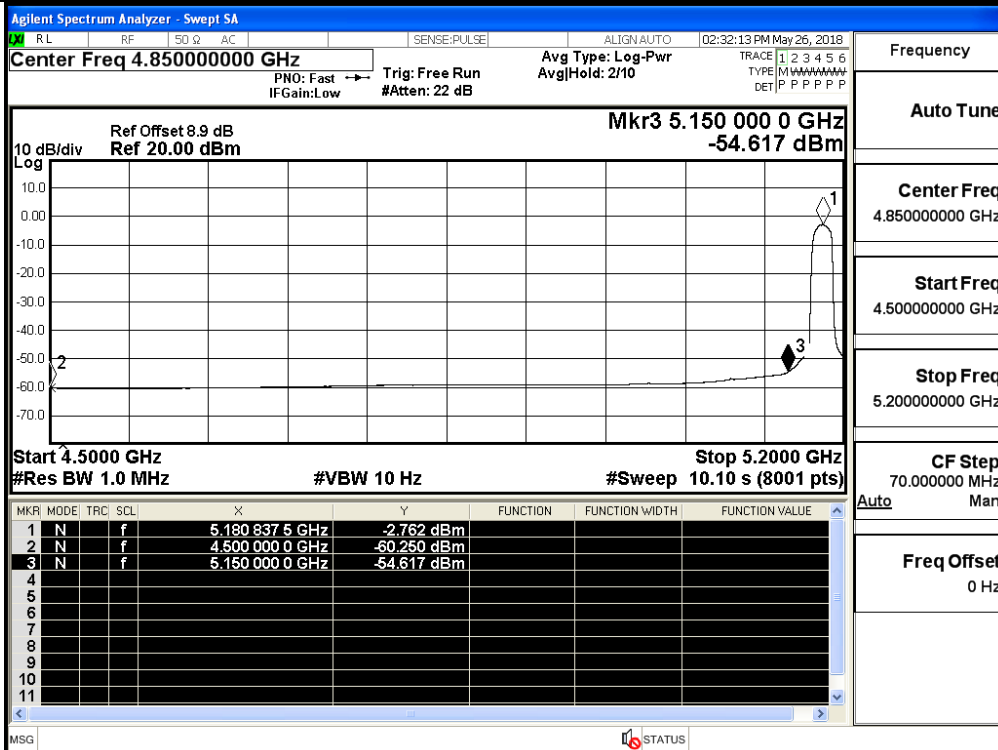 Agilent Spectrum Analyzer - Swept SA
LXI RL RF 50 Ω AC SENSE:PULSE ALIGN AUTO 02:32:13 PM May 26, 2018
Center Freq 4.850000000 GHz
PNO: Fast
IFGain:Low
Trig: Free Run
#Atten: 22 dB
Avg Type: Log-Pwr
Avg|Hold: 2/10
TRACE 1 2 3 4 5 6
TYPE M WWWWW
DET P P P P P P
Mkr3 5.150 000 0 GHz
-54.617 dBm
Ref Offset 8.9 dB
10 dB/div Ref 20.00 dBm
Log
10.0
0.00
-10.0
-20.0
-30.0
-40.0
-50.0
-60.0
-70.0
1
2
3
Start 4.5000 GHz Stop 5.2000 GHz
#Res BW 1.0 MHz #VBW 10 Hz #Sweep 10.10 s (8001 pts)
MKR MODE TRC SCL X Y FUNCTION FUNCTION WIDTH FUNCTION VALUE
1 N f 5.180 837 5 GHz -2.762 dBm
2 N f 4.500 000 0 GHz -60.250 dBm
3 N f 5.150 000 0 GHz -54.617 dBm
4
5
6
7
8
9
10
11
MSG STATUS
Frequency
Auto Tune
Center Freq
4.850000000 GHz
Start Freq
4.500000000 GHz
Stop Freq
5.200000000 GHz
CF Step
70.000000 MHz
Auto Man
Freq Offset
0 Hz